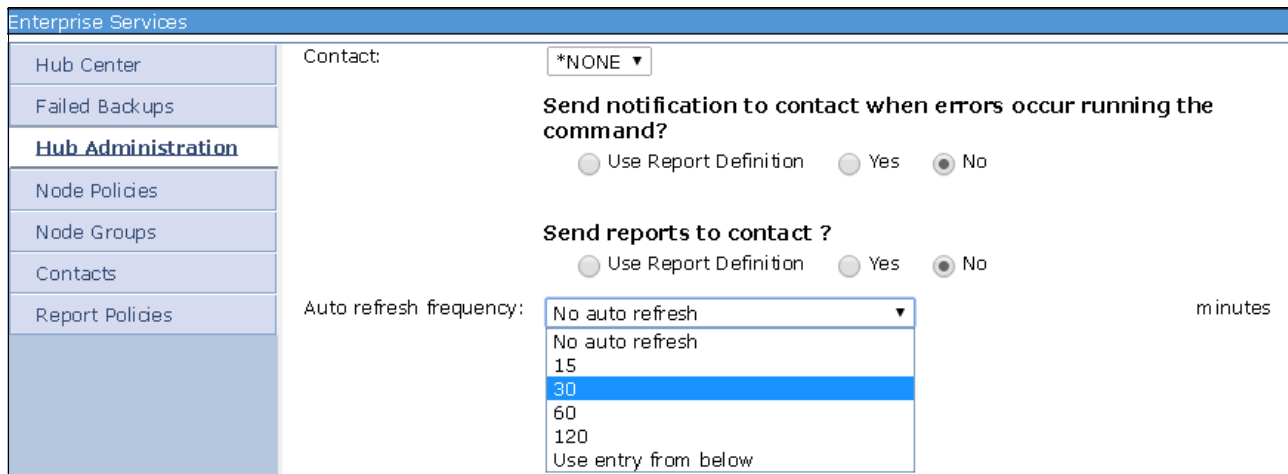 Enterprise Services
Hub Center
Failed Backups
Hub Administration
Node Policies
Node Groups
Contacts
Report Policies
Contact: *NONE ▼
Send notification to contact when errors occur running the
command?
Use Report Definition Yes No
Send reports to contact ?
Use Report Definition Yes No
Auto refresh frequency: No auto refresh ▼ minutes
No auto refresh
15
30
60
120
Use entry from below